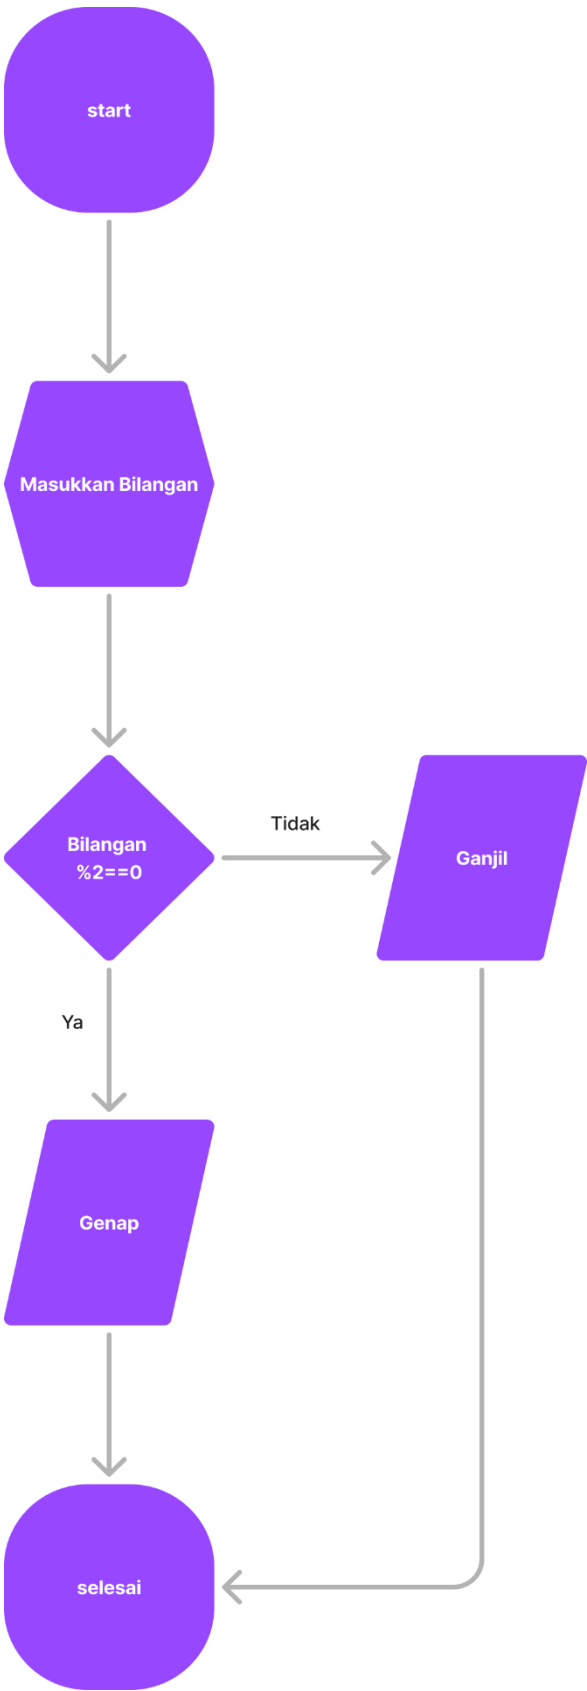 start
Masukkan Bilangan
Bilangan
%2==0
Tidak
Ganjil
Ya
Genap
selesai